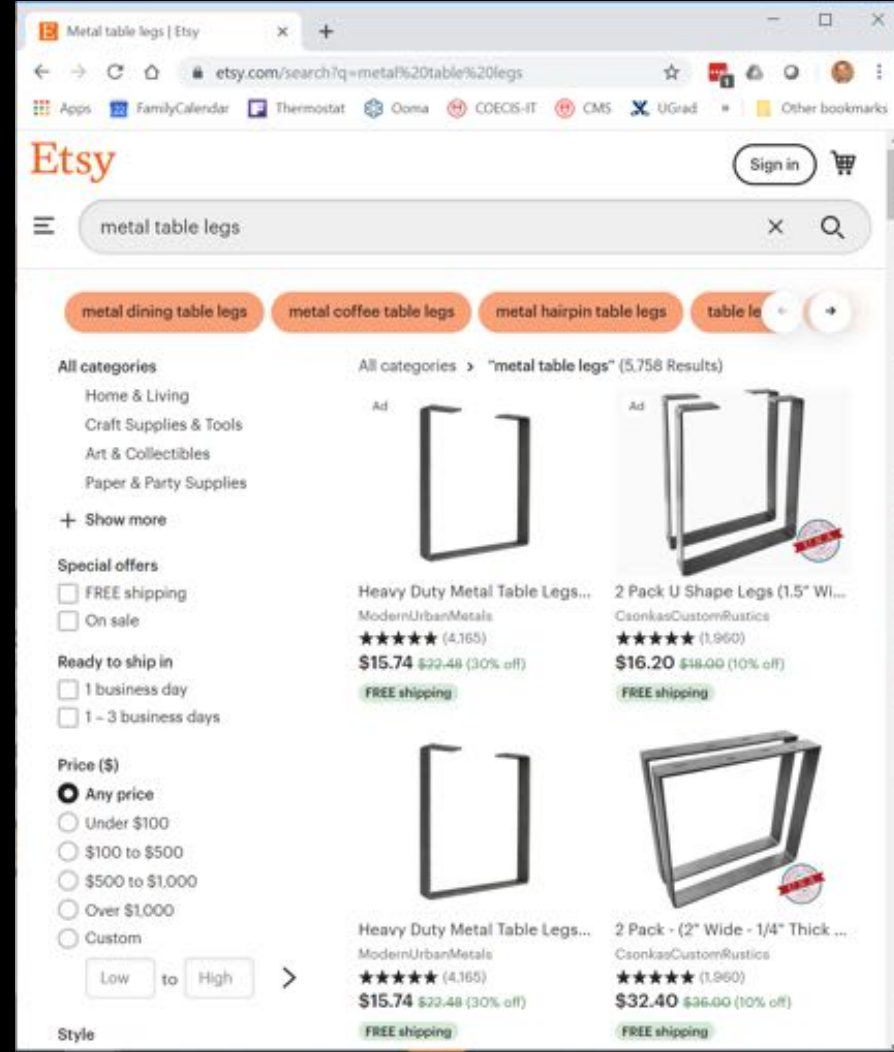 Metal table legs | Etsy
etsy.com/search?q=metal%20table%20legs
Apps FamilyCalendar Thermostat Ooma COECIS-IT CMS UGrad » Other bookmarks
Etsy
Sign in
metal table legs
metal dining table legs metal coffee table legs metal hairpin table legs table le
All categories
Home & Living
Craft Supplies & Tools
Art & Collectibles
Paper & Party Supplies
+ Show more
Special offers
FREE shipping
On sale
Ready to ship in
1 business day
1 – 3 business days
Price ($)
Any price
Under $100
$100 to $500
$500 to $1,000
Over $1,000
Custom
Low to High
Style
All categories > "metal table legs" (5,758 Results)
Ad
Heavy Duty Metal Table Legs...
ModernUrbanMetals
★★★★★ (4,165)
$15.74 $22.48 (30% off)
FREE shipping
Ad
U.S.A
2 Pack U Shape Legs (1.5" Wi...
CsonkasCustomRustics
★★★★★ (1,960)
$16.20 $18.00 (10% off)
FREE shipping
Heavy Duty Metal Table Legs...
ModernUrbanMetals
★★★★★ (4,165)
$15.74 $22.48 (30% off)
FREE shipping
U.S.A
2 Pack - (2" Wide - 1/4" Thick ...
CsonkasCustomRustics
★★★★★ (1,960)
$32.40 $36.00 (10% off)
FREE shipping